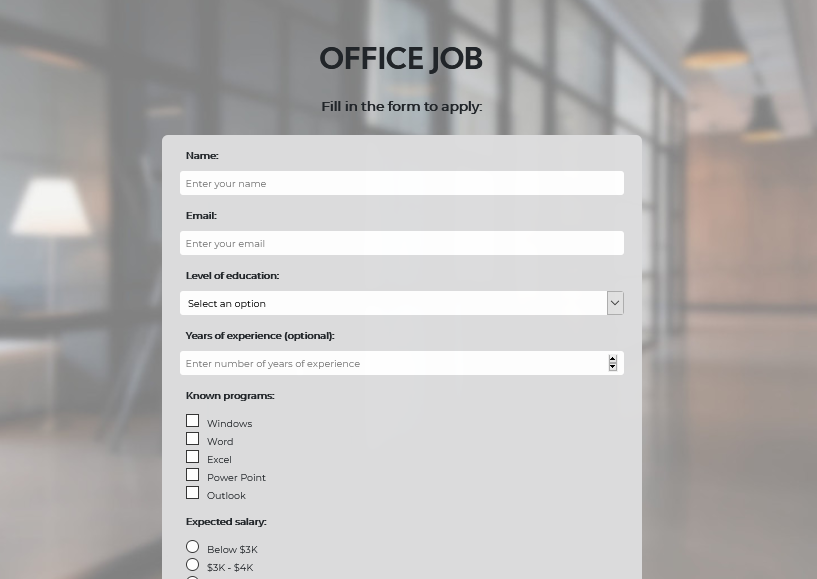 OFFICE JOB
Fill in the form to apply:
Name:
Enter your name
Email:
Enter your email
Level of education:
Select an option
Years of experience (optional):
Enter number of years of experience
Known programs:
Windows
Word
Excel
Power Point
Outlook
Expected salary:
Below $3K
$3K - $4K